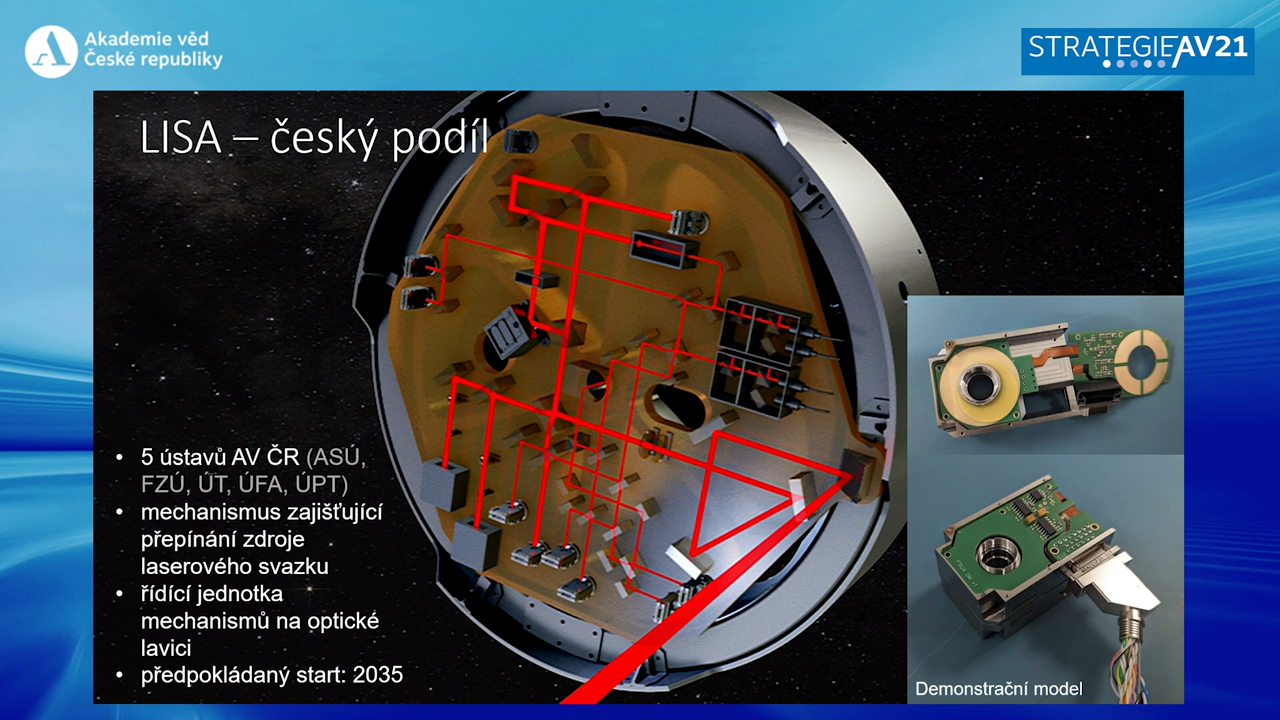 Akademie věd
České republiky
STRATEGIE AV21
LISA – český podíl
• 5 ústavů AV ČR (ASÚ,
FZÚ, ÚT, ÚFA, ÚPT)
• mechanismus zajišťující
přepínání zdroje
laserového svazku
• řídící jednotka
mechanismů na optické
lavici
• předpokládaný start: 2035
Demonstrační model